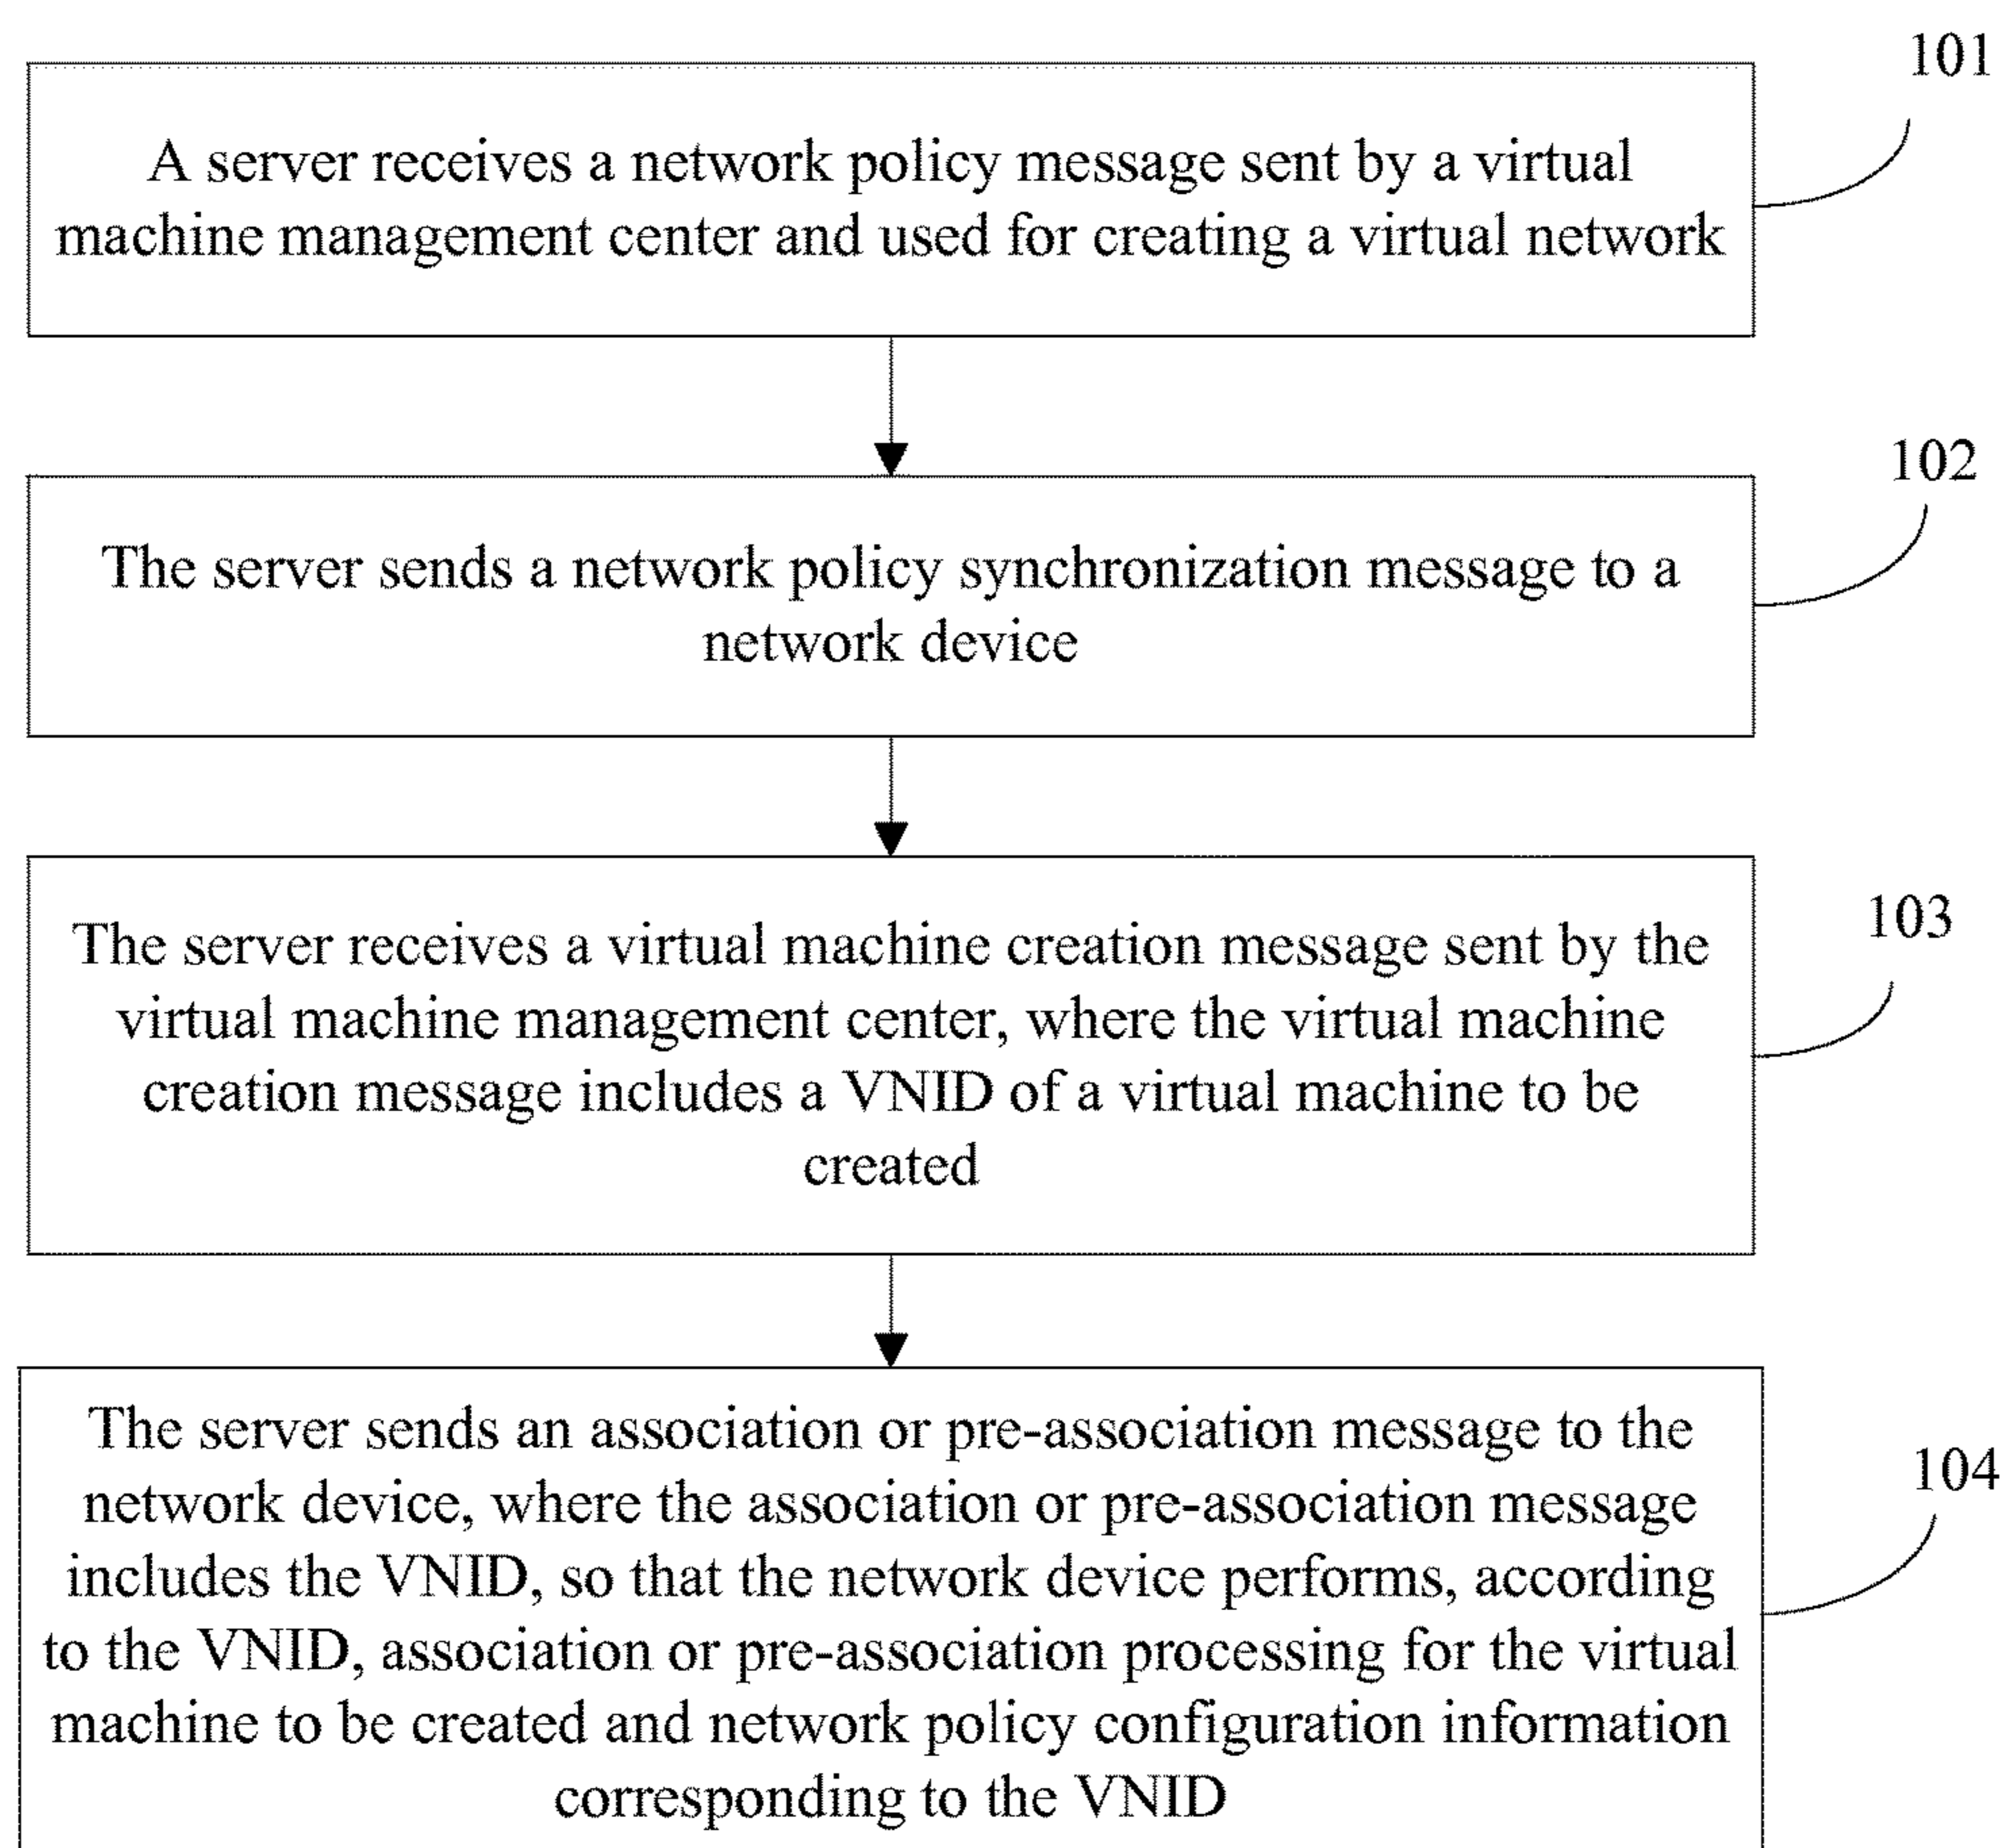 101
A server receives a network policy message sent by a virtual
machine management center and used for creating a virtual network
102
The server sends a network policy synchronization message to a
network device
103
The server receives a virtual machine creation message sent by the
virtual machine management center, where the virtual machine
creation message includes a VNID of a virtual machine to be
created
104
The server sends an association or pre-association message to the
network device, where the association or pre-association message
includes the VNID, so that the network device performs, according
to the VNID, association or pre-association processing for the virtual
machine to be created and network policy configuration information
corresponding to the VNID